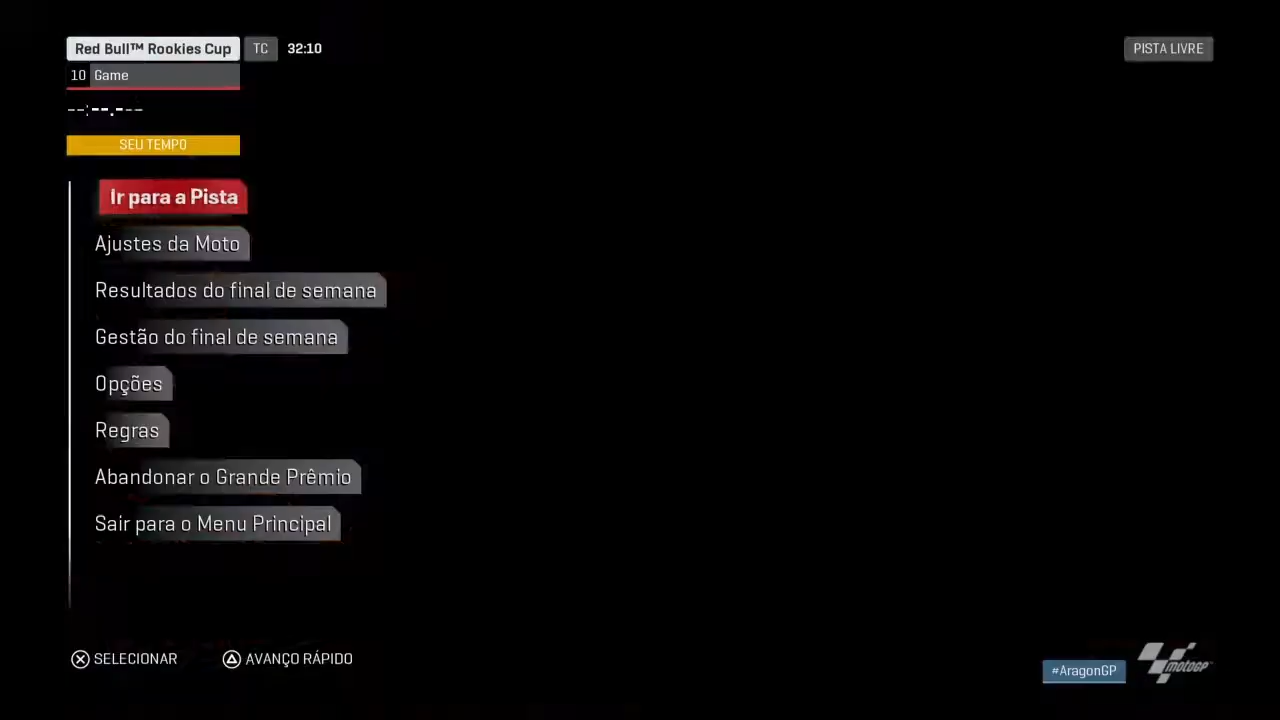 Red Bull™ Rookies Cup TC 32:10
PISTA LIVRE
10 Game
--:--.---
SEU TEMPO
Ir para a Pista
Ajustes da Moto
Resultados do final de semana
Gestão do final de semana
Opções
Regras
Abandonar o Grande Prêmio
Sair para o Menu Principal
SELECIONAR AVANÇO RÁPIDO
#AragonGP
MotoGP™